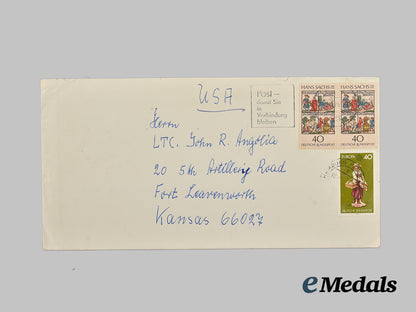 USA
POST –
damit Sie
in
Verbindung
bleiben
HANS SACHS HANS SACHS
40 40
DEUTSCHE BUNDESPOST DEUTSCHE BUNDESPOST
EUROPA 40
DEUTSCHE BUNDESPOST
Herrn
LTC. John R. Angolia
20 5th Artillery Road
Fort Leavenworth
Kansas 66027
eMedals